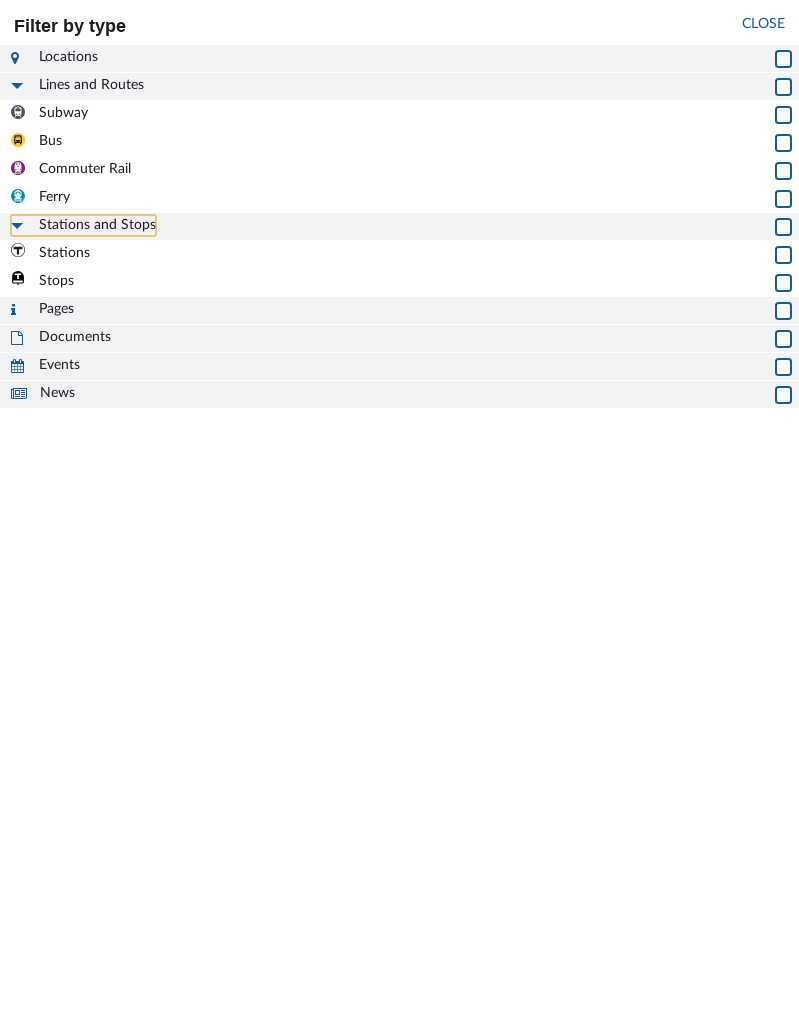 Filter by type
CLOSE
Locations
Lines and Routes
Subway
Bus
Commuter Rail
Ferry
Stations and Stops
Stations
Stops
Pages
Documents
Events
News